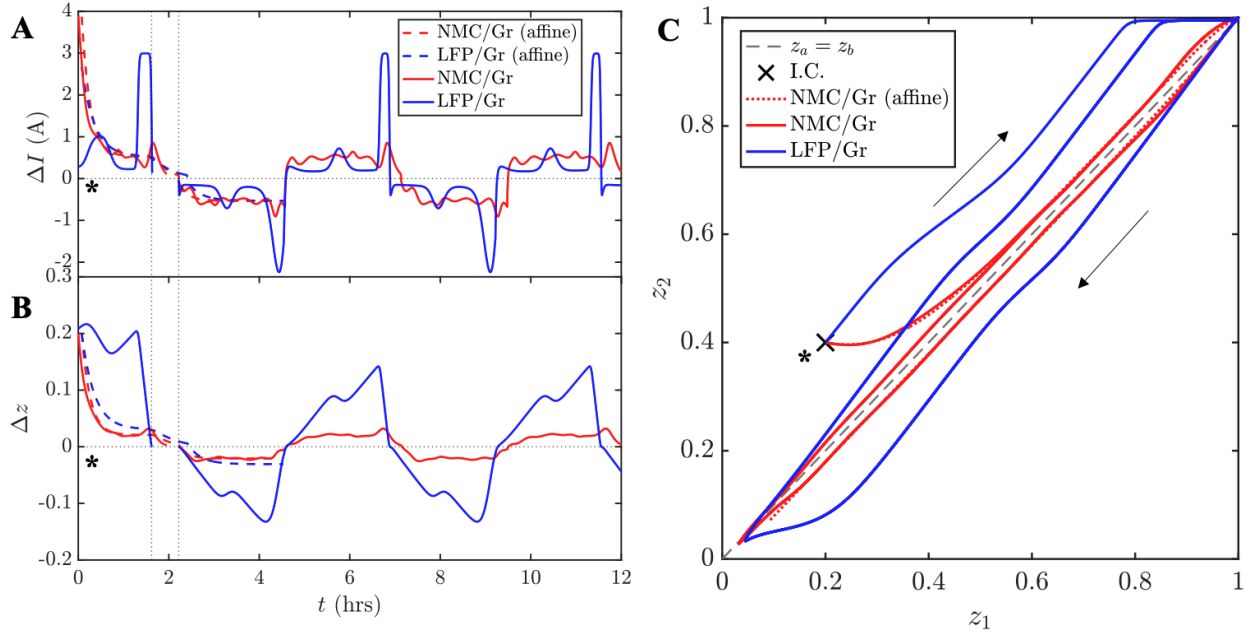 A
ΔI (A)
4
3
2
1
0
-1
-2
*
NMC/Gr (affine)
LFP/Gr (affine)
NMC/Gr
LFP/Gr
B
Δz
0.3
0.2
0.1
0
-0.1
-0.2
*
0 2 4 6 8 10 12
t (hrs)
C
z₂
1
0.8
0.6
0.4
0.2
0
z_a = z_b
I.C.
NMC/Gr (affine)
NMC/Gr
LFP/Gr
*
0 0.2 0.4 0.6 0.8 1
z₁